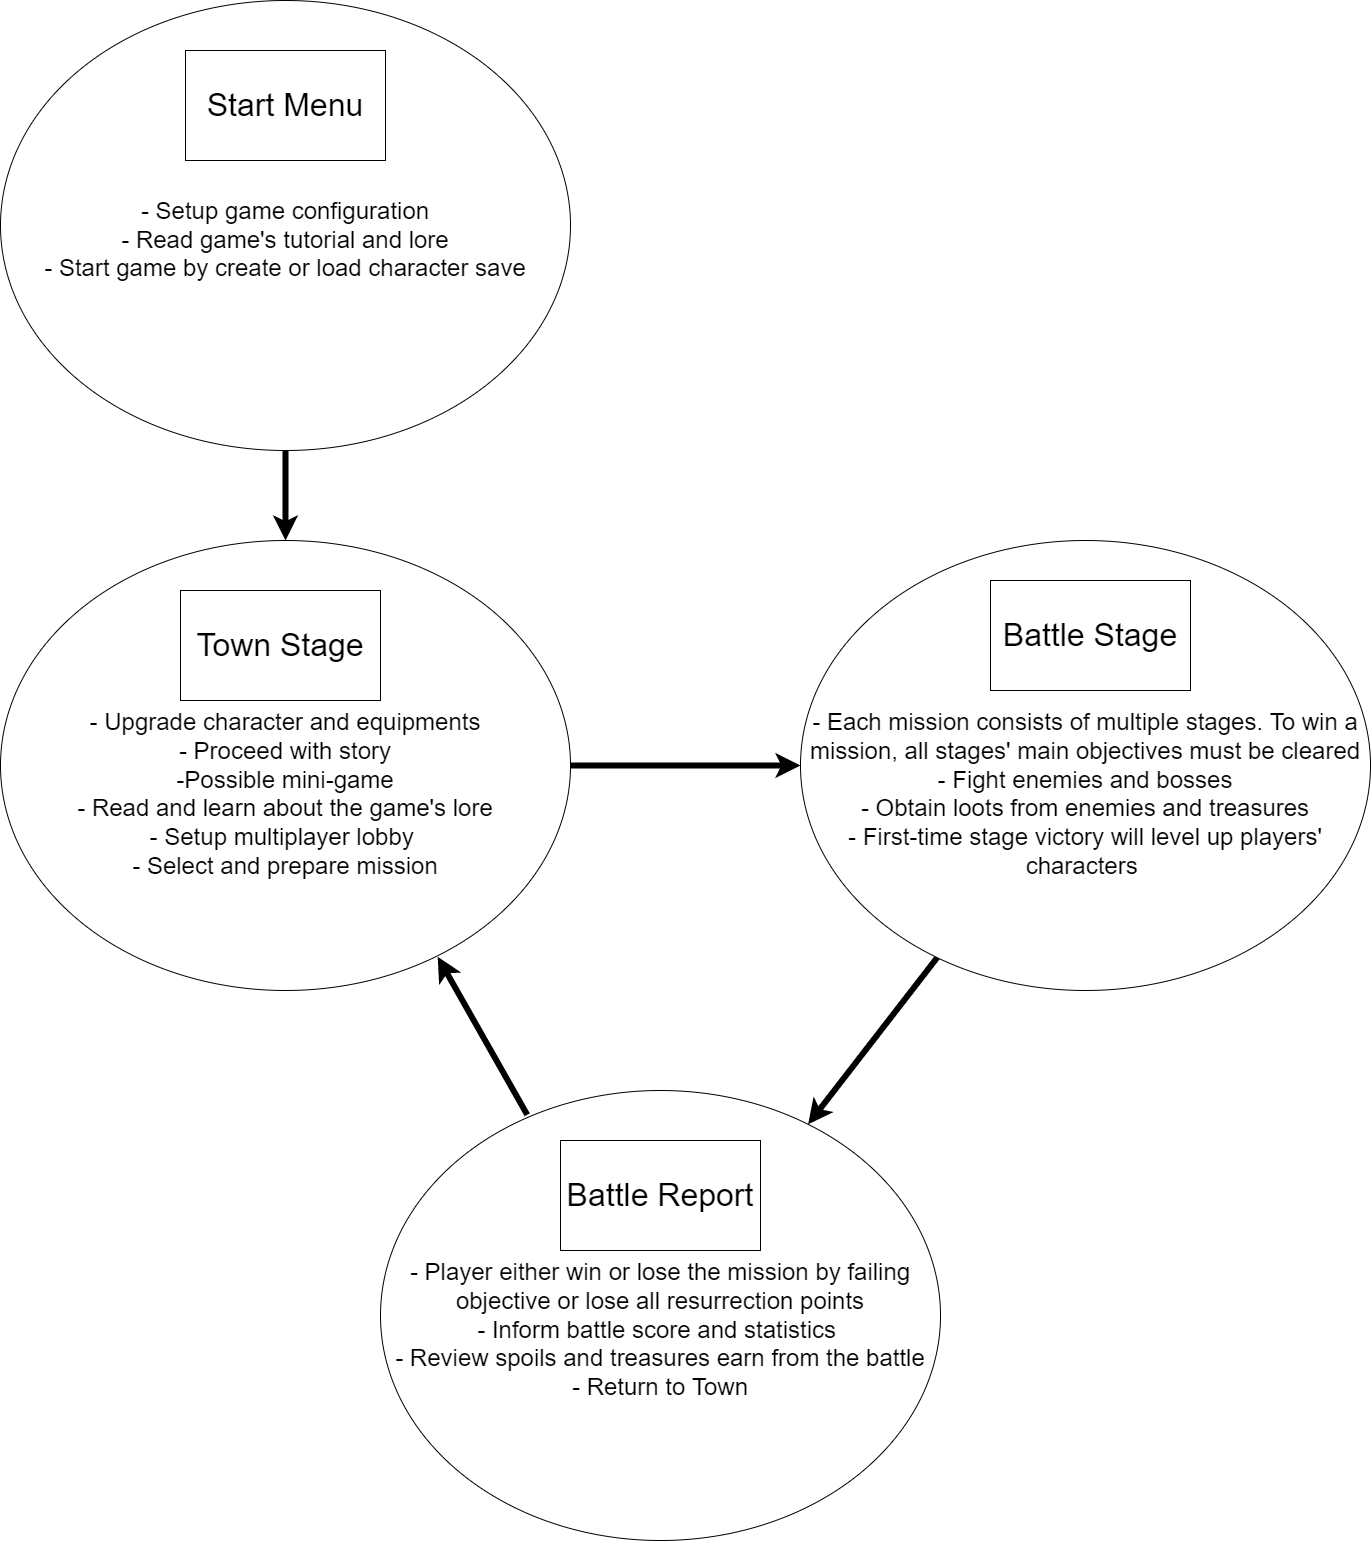 Start Menu
- Setup game configuration
- Read game's tutorial and lore
- Start game by create or load character save
Town Stage
- Upgrade character and equipments
- Proceed with story
-Possible mini-game
- Read and learn about the game's lore
- Setup multiplayer lobby
- Select and prepare mission
Battle Stage
- Each mission consists of multiple stages. To win a
mission, all stages' main objectives must be cleared
- Fight enemies and bosses
- Obtain loots from enemies and treasures
- First-time stage victory will level up players'
characters
Battle Report
- Player either win or lose the mission by failing
objective or lose all resurrection points
- Inform battle score and statistics
- Review spoils and treasures earn from the battle
- Return to Town